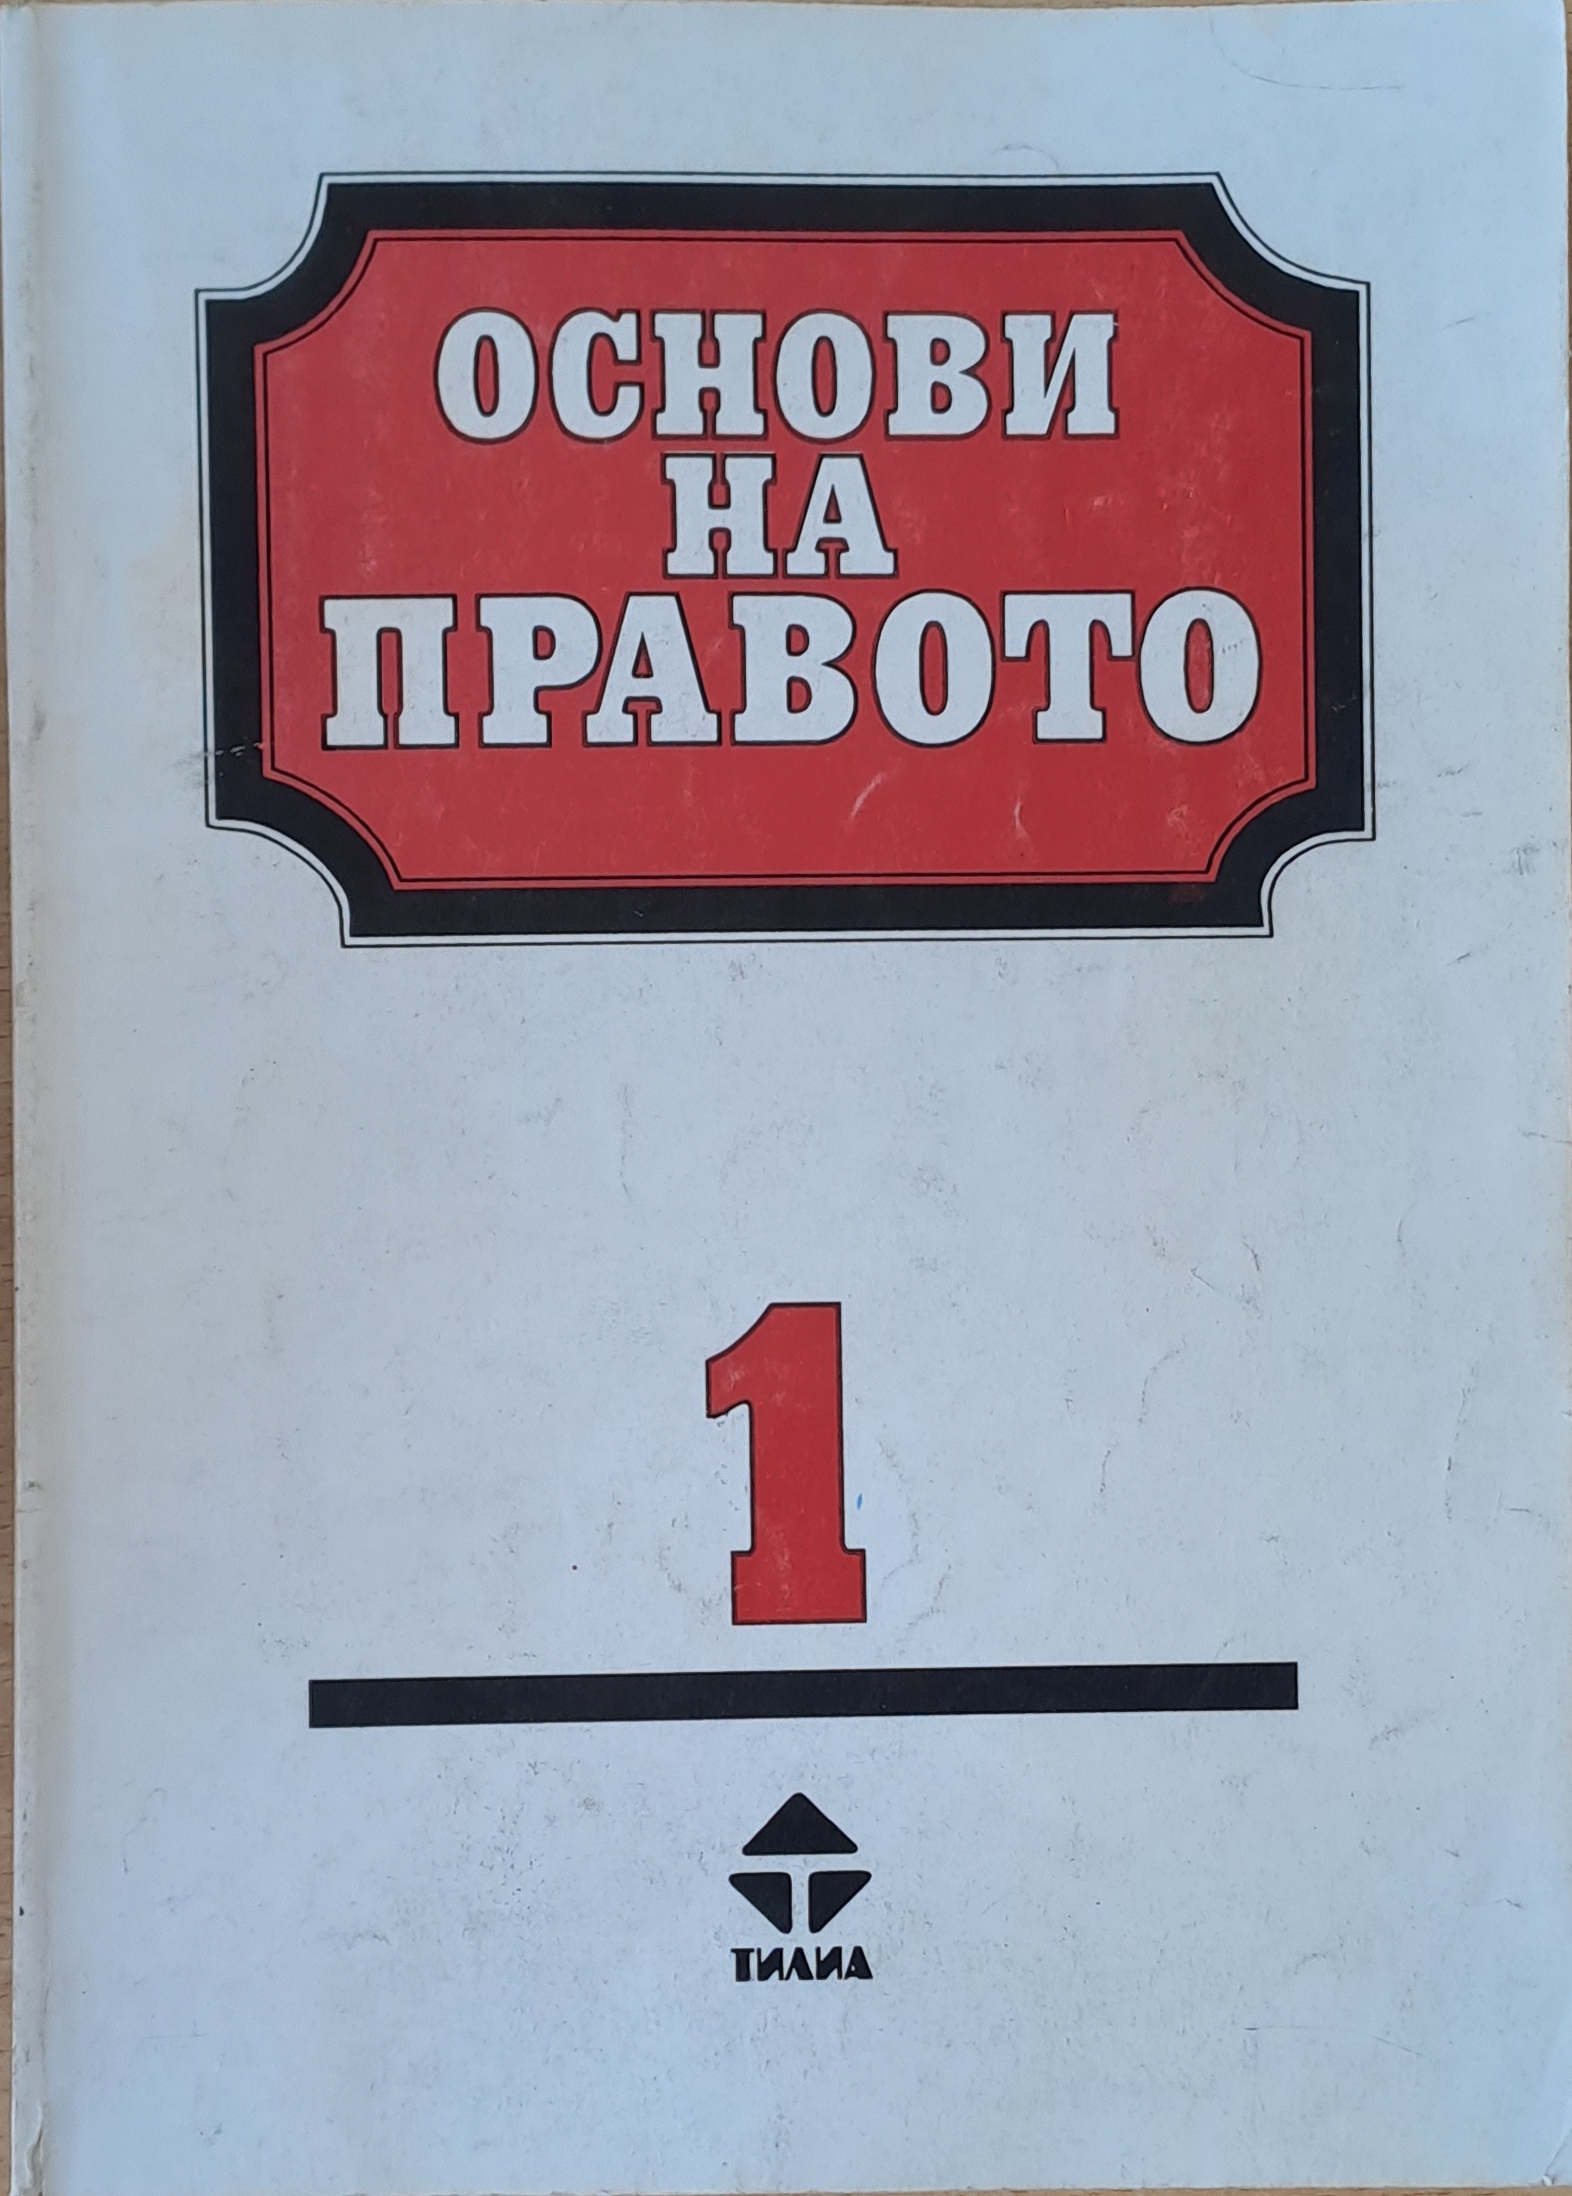 ОСНОВИ
НА
ПРАВОТО
1
ТИЛИА